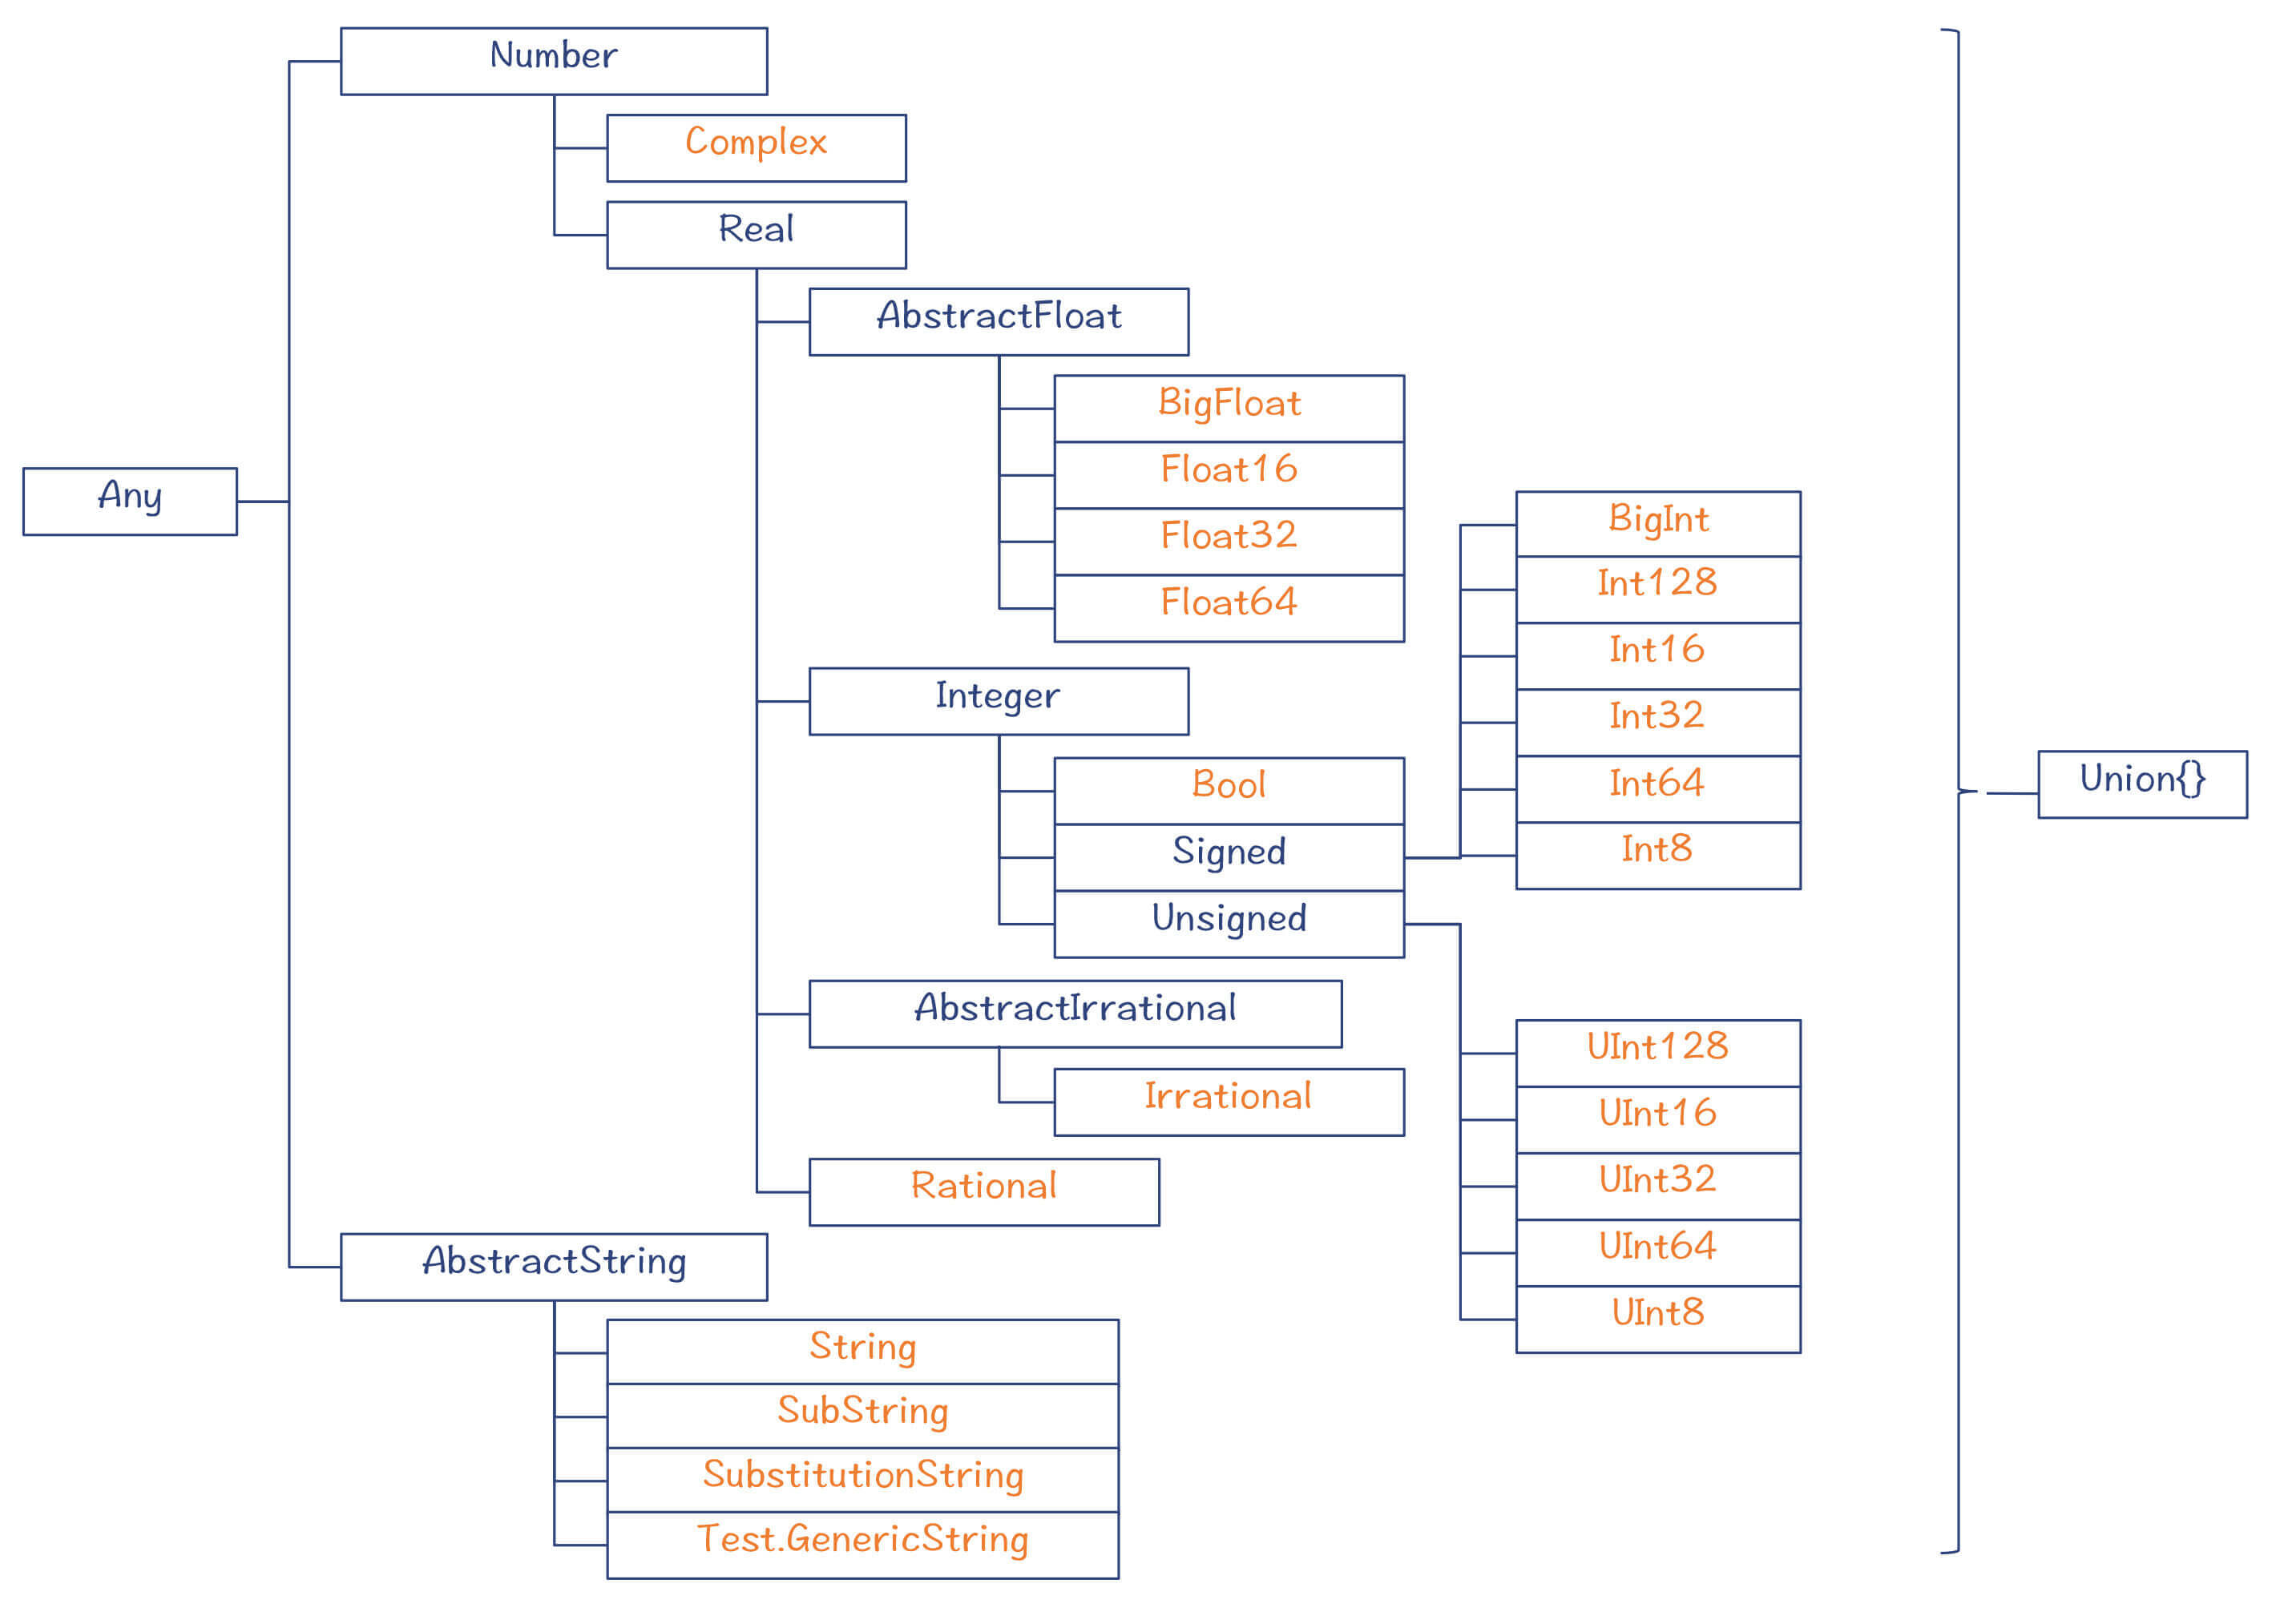 Number
Complex
Real
AbstractFloat
BigFloat
Float16
Float32
Float64
Any
BigInt
Int128
Int16
Int32
Int64
Int8
Integer
Bool
Signed
Unsigned
Union{}
AbstractIrrational
Irrational
Rational
UInt128
UInt16
UInt32
UInt64
UInt8
AbstractString
String
SubString
SubstitutionString
Test.GenericString